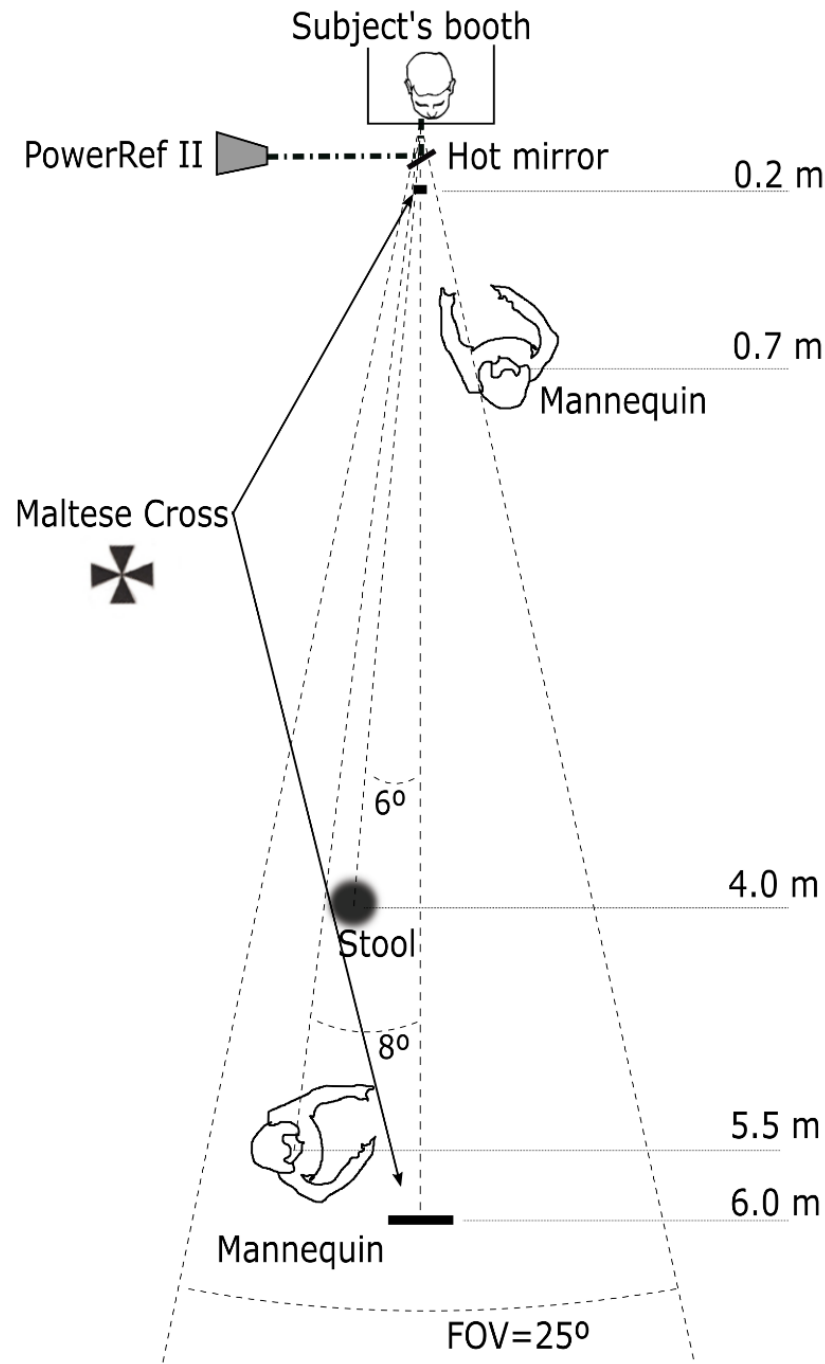 Subject's booth
PowerRef II
Hot mirror
0.2 m
0.7 m
Mannequin
Maltese Cross
6º
4.0 m
Stool
8º
5.5 m
6.0 m
Mannequin
FOV=25º